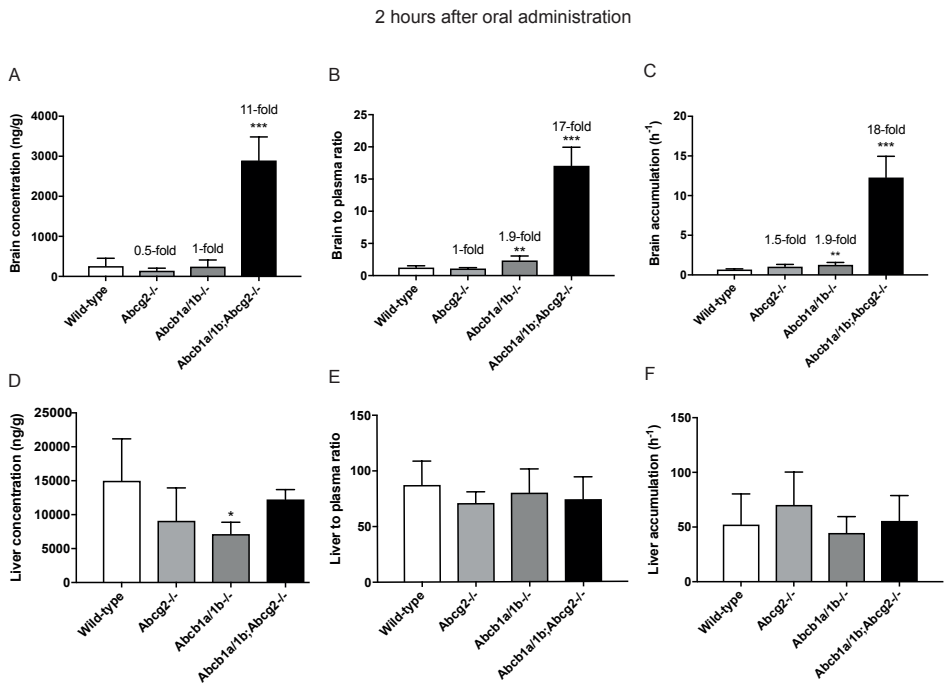 2 hours after oral administration
A
Brain concentration (ng/g)
4000
3000
2000
1000
0
0.5-fold
1-fold
11-fold
***
Wild-type
Abcg2-/-
Abcb1a/1b-/-
Abcb1a/1b;Abcg2-/-
B
Brain to plasma ratio
25
20
15
10
5
0
1-fold
1.9-fold
**
17-fold
***
Wild-type
Abcg2-/-
Abcb1a/1b-/-
Abcb1a/1b;Abcg2-/-
C
Brain accumulation (h-1)
20
15
10
5
0
1.5-fold
1.9-fold
**
18-fold
***
Wild-type
Abcg2-/-
Abcb1a/1b-/-
Abcb1a/1b;Abcg2-/-
D
Liver concentration (ng/g)
25000
20000
15000
10000
5000
0
*
Wild-type
Abcg2-/-
Abcb1a/1b-/-
Abcb1a/1b;Abcg2-/-
E
Liver to plasma ratio
150
100
50
0
Wild-type
Abcg2-/-
Abcb1a/1b-/-
Abcb1a/1b;Abcg2-/-
F
Liver accumulation (h-1)
150
100
50
0
Wild-type
Abcg2-/-
Abcb1a/1b-/-
Abcb1a/1b;Abcg2-/-